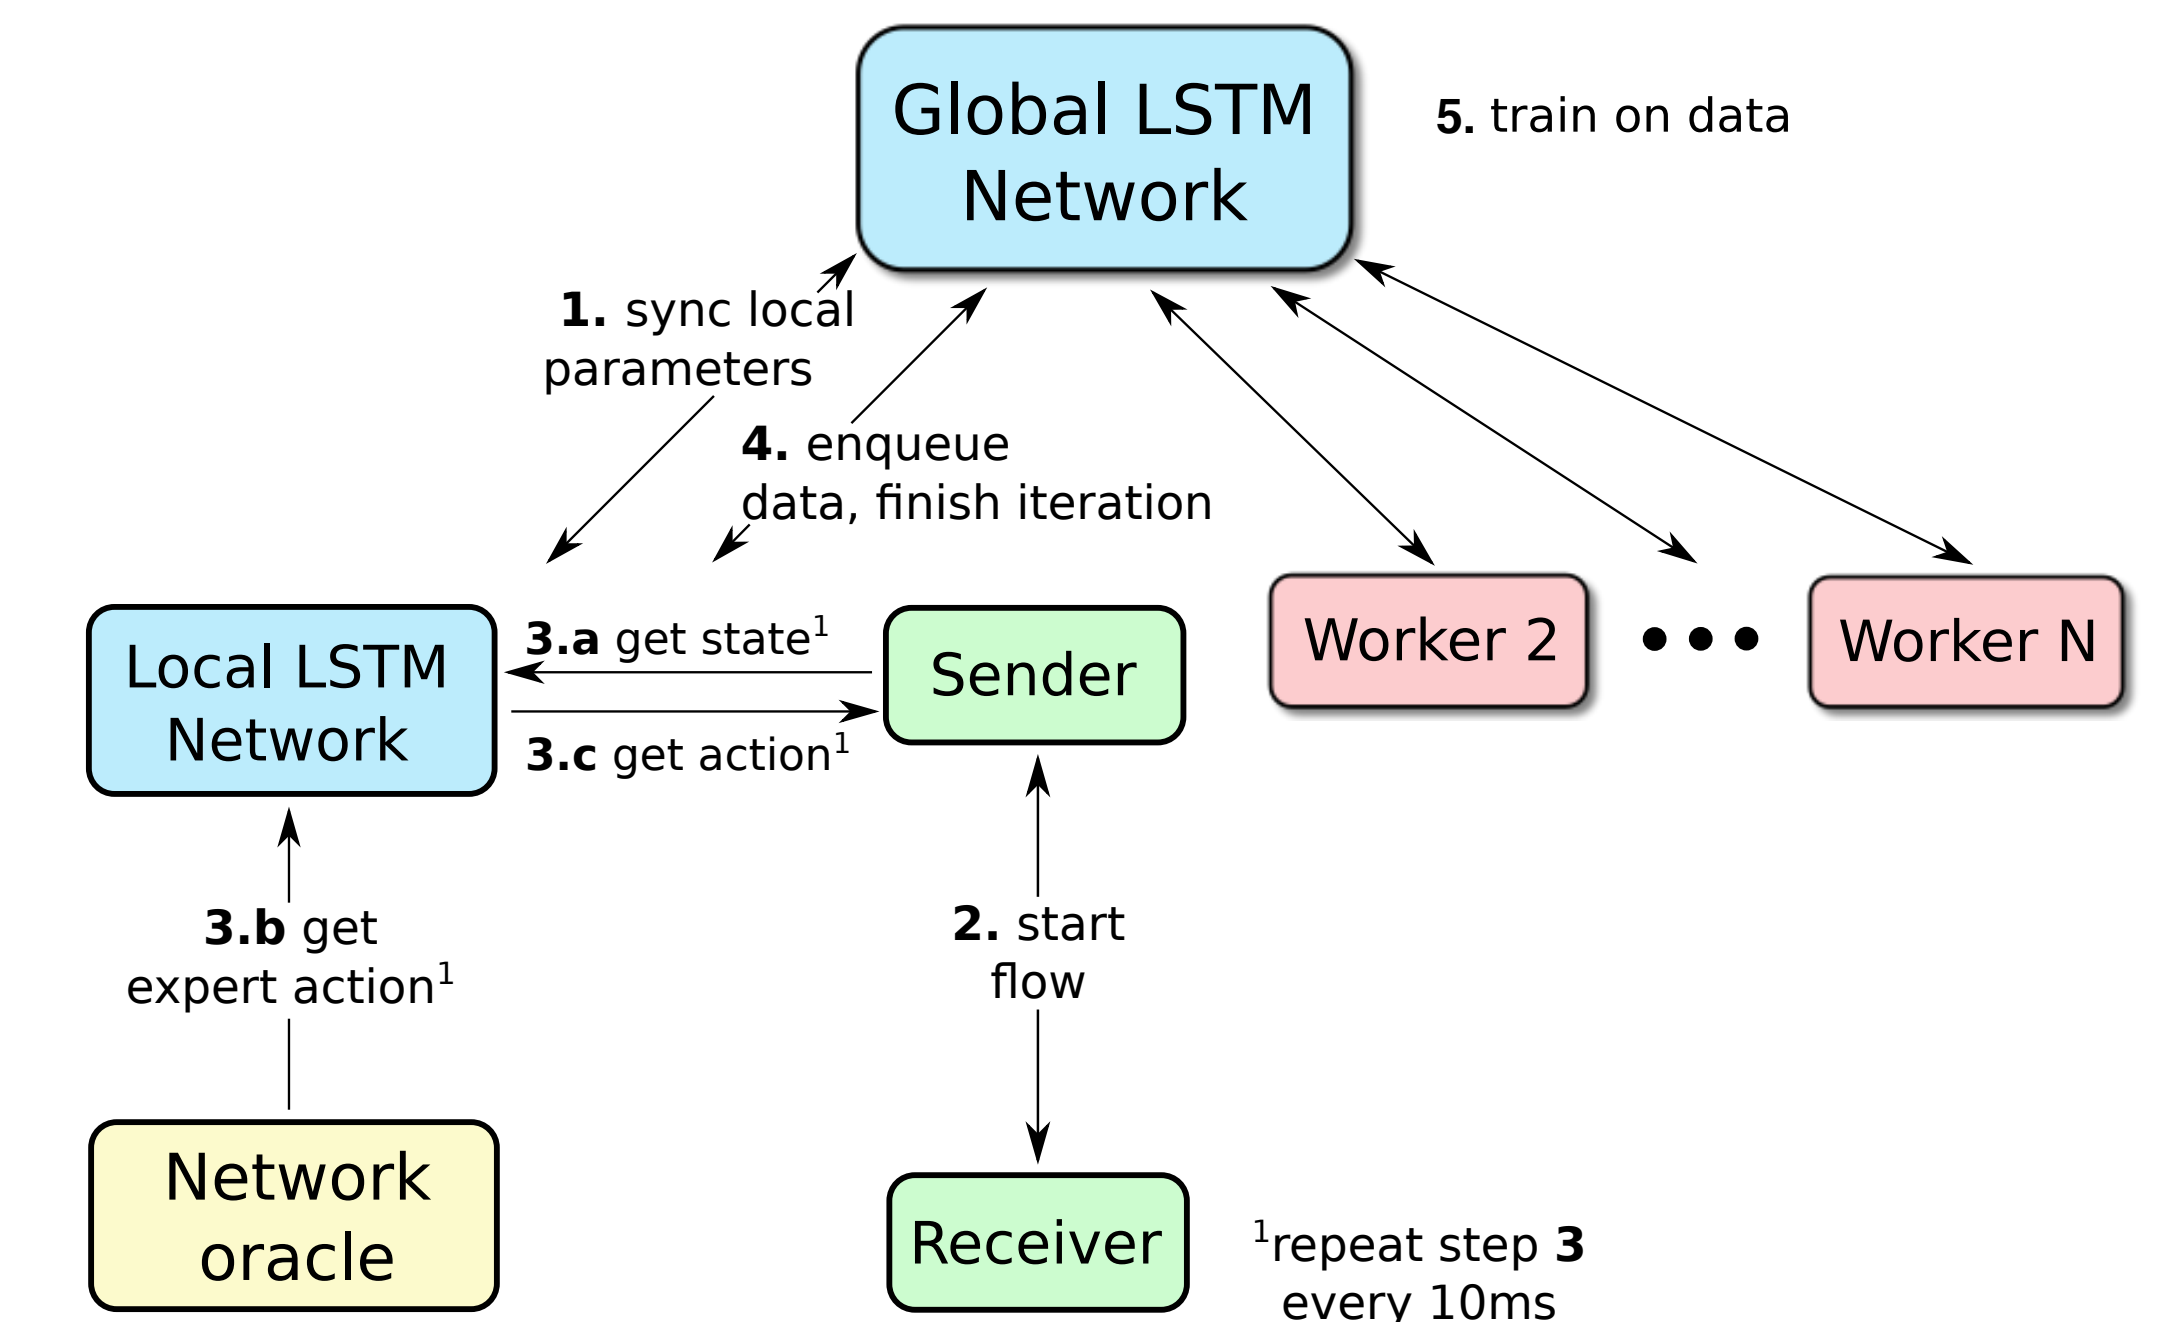 Global LSTM
Network
5. train on data
1. sync local
parameters
4. enqueue
data, finish iteration
Local LSTM
Network
3.a get state¹
3.c get action¹
Sender
Worker 2
•••
Worker N
3.b get
expert action¹
2. start
flow
Network
oracle
Receiver
¹repeat step 3
every 10ms